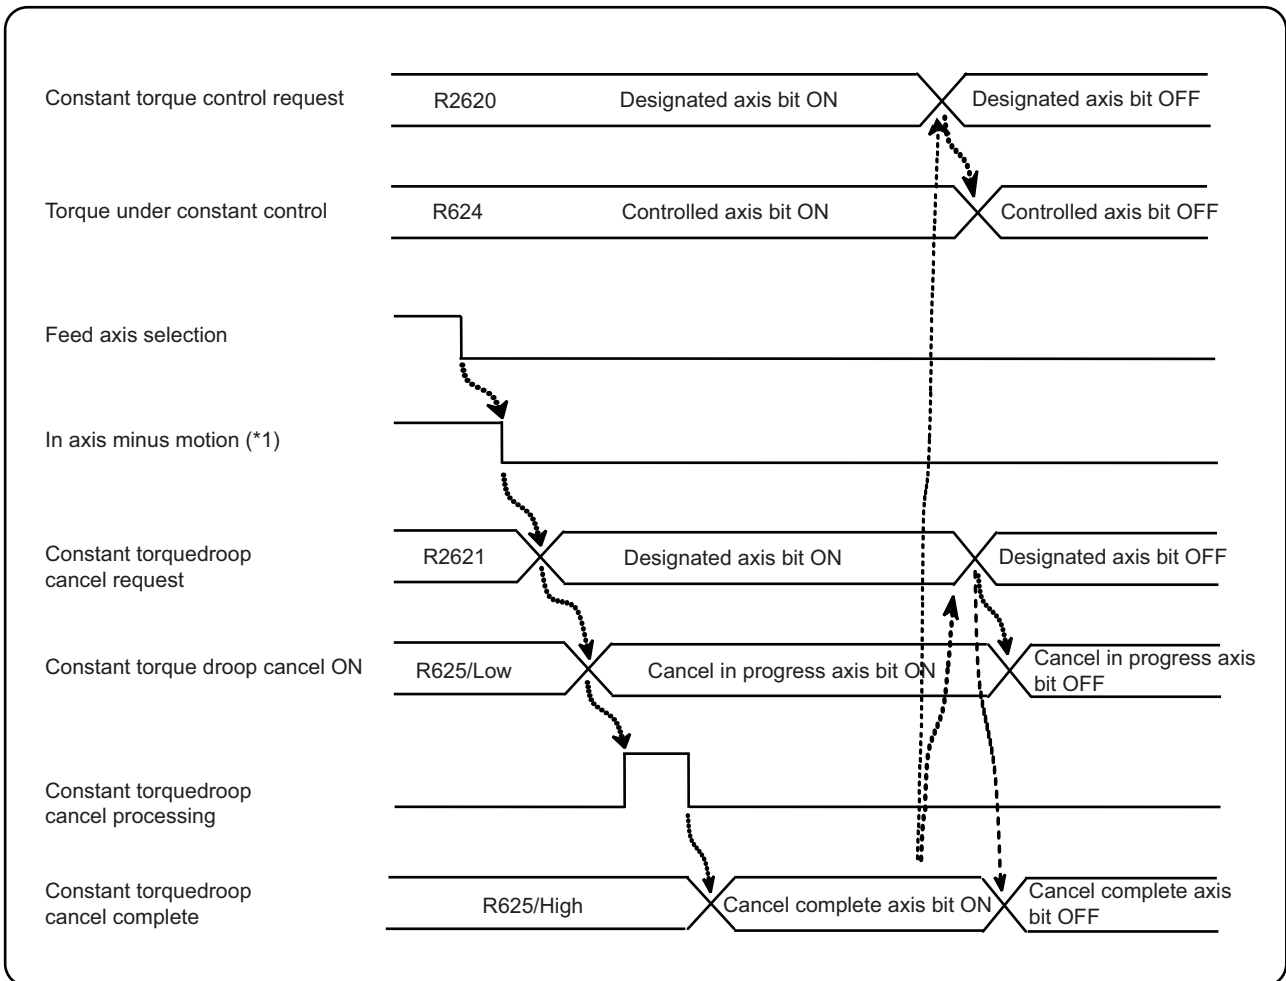 Constant torque control request
R2620
Designated axis bit ON
Designated axis bit OFF
Torque under constant control
R624
Controlled axis bit ON
Controlled axis bit OFF
Feed axis selection
In axis minus motion (*1)
Constant torquedroop
cancel request
R2621
Designated axis bit ON
Designated axis bit OFF
Constant torque droop cancel ON
R625/Low
Cancel in progress axis bit ON
Cancel in progress axis
bit OFF
Constant torquedroop
cancel processing
Constant torquedroop
cancel complete
R625/High
Cancel complete axis bit ON
Cancel complete axis
bit OFF